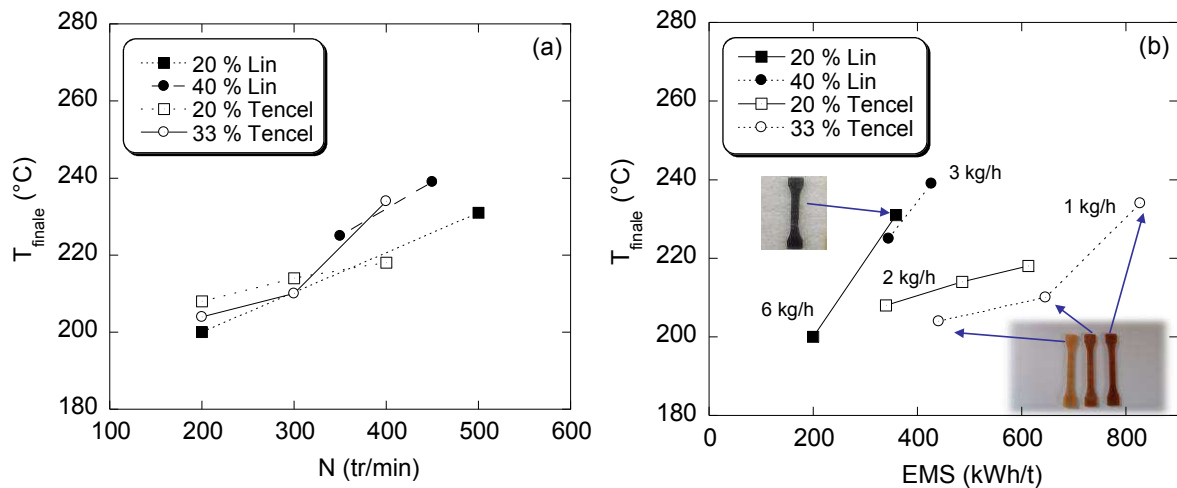 280
260
240
220
200
180
100
200
300
400
500
600
T_finale (°C)
N (tr/min)
(a)
20 % Lin
40 % Lin
20 % Tencel
33 % Tencel
280
260
240
220
200
180
0
200
400
600
800
T_finale (°C)
EMS (kWh/t)
(b)
20 % Lin
40 % Lin
20 % Tencel
33 % Tencel
3 kg/h
1 kg/h
2 kg/h
6 kg/h